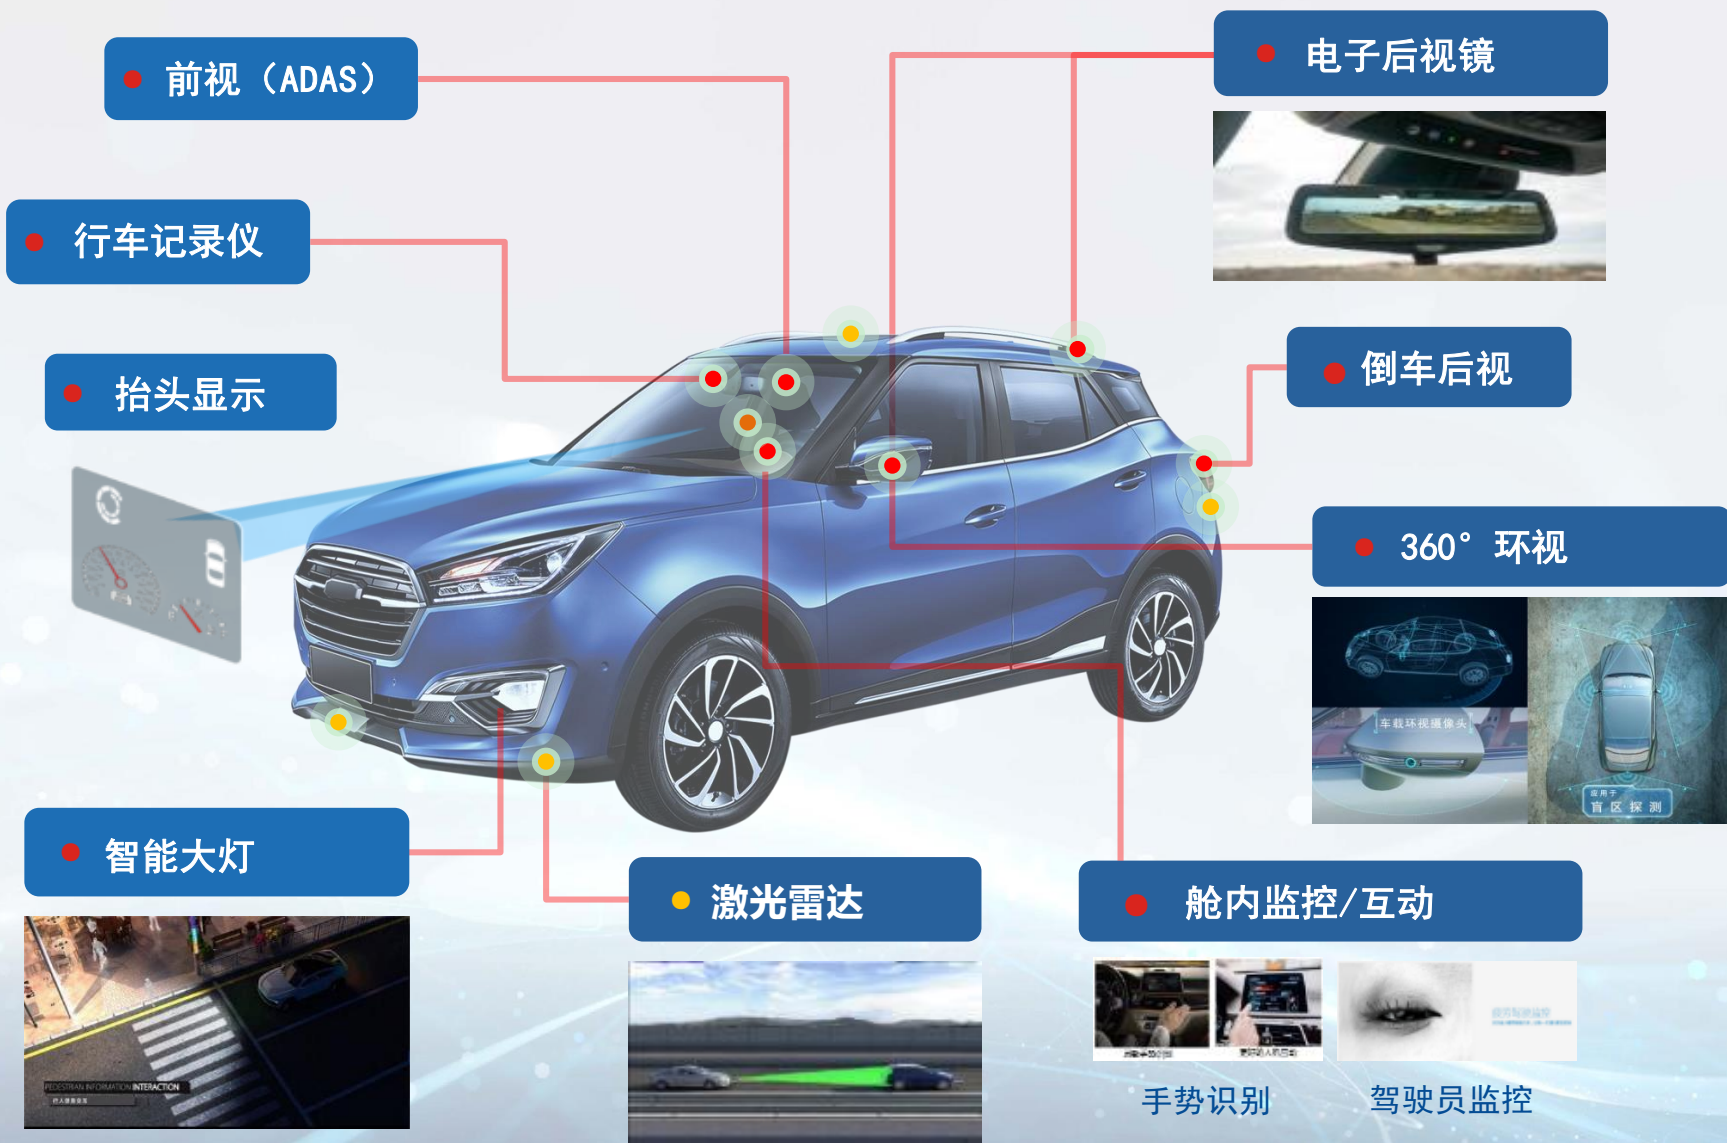 前视（ADAS）
电子后视镜
行车记录仪
抬头显示
倒车后视
360° 环视
车载环视摄像头
应用于
盲区探测
智能大灯
激光雷达
舱内监控/互动
PEDESTRIAN INFORMATION INTERACTION
手势识别
驾驶员监控